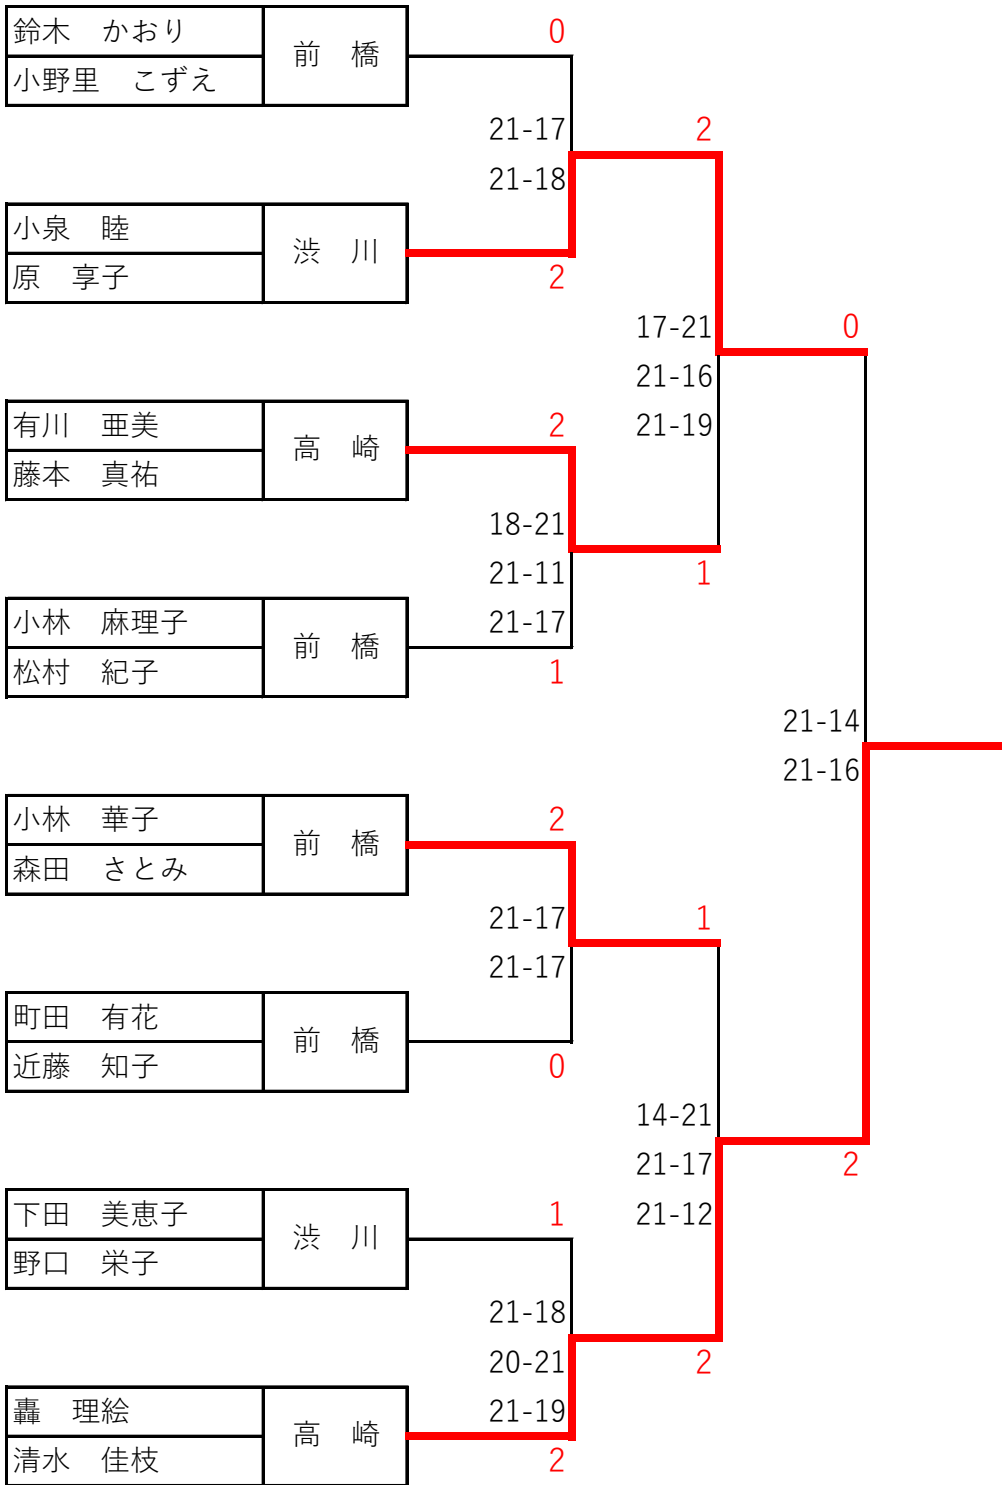 鈴木　かおり
前　橋
小野里　こずえ
0
21-17
21-18
2
小泉　睦
渋　川
原　享子
2
17-21
21-16
21-19
0
有川　亜美
高　崎
藤本　真祐
2
18-21
21-11
21-17
1
小林　麻理子
前　橋
松村　紀子
1
21-14
21-16
小林　華子
前　橋
森田　さとみ
2
21-17
21-17
1
町田　有花
前　橋
近藤　知子
0
14-21
21-17
21-12
2
下田　美恵子
渋　川
野口　栄子
1
21-18
20-21
21-19
2
轟　理絵
高　崎
清水　佳枝
2